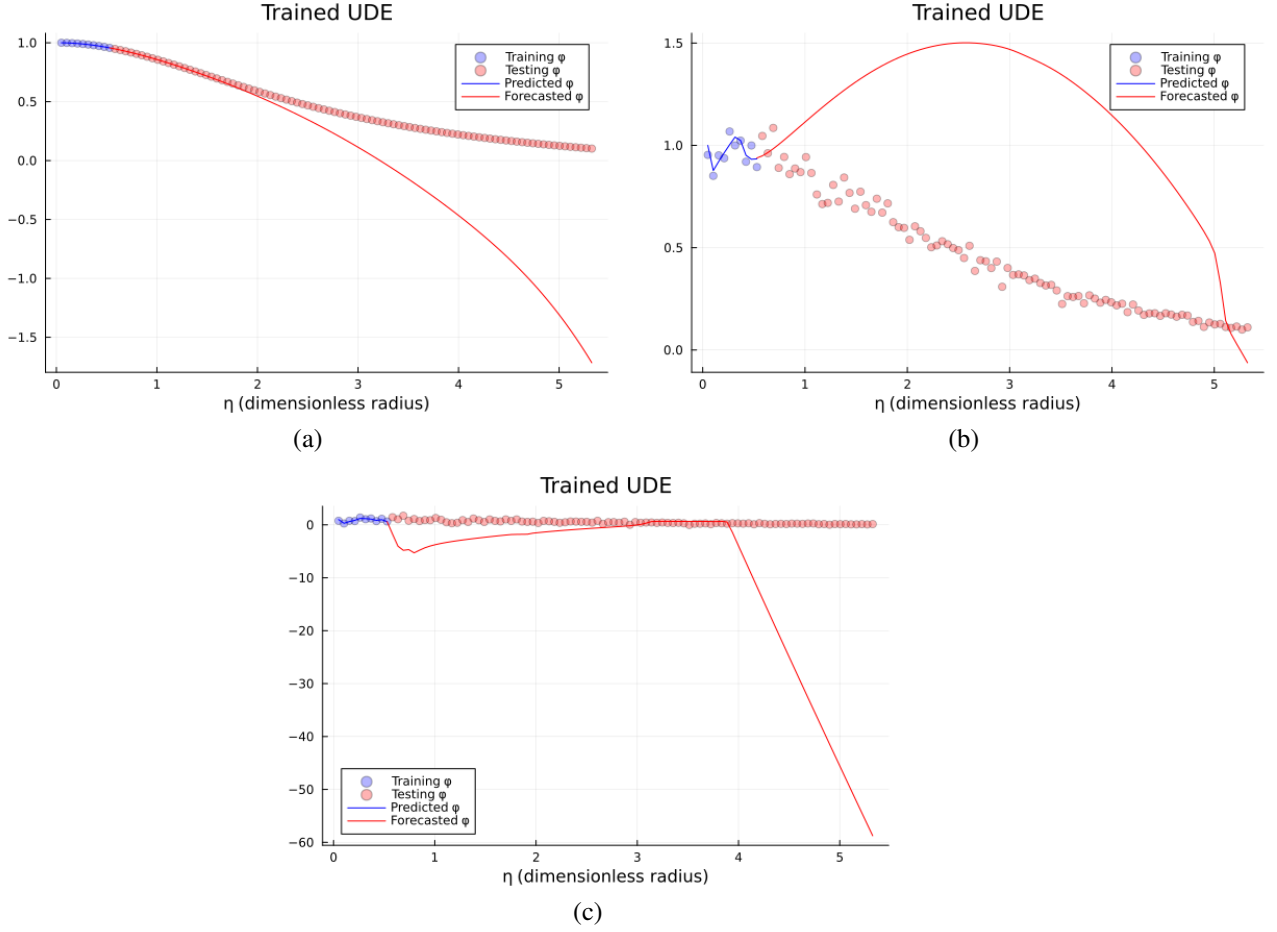 Trained UDE
1.0
0.5
0.0
−0.5
−1.0
−1.5
0 1 2 3 4 5
η (dimensionless radius)
Training φ
Testing φ
Predicted φ
Forecasted φ
(a)
Trained UDE
1.5
1.0
0.5
0.0
0 1 2 3 4 5
η (dimensionless radius)
Training φ
Testing φ
Predicted φ
Forecasted φ
(b)
Trained UDE
0
−10
−20
−30
−40
−50
−60
0 1 2 3 4 5
η (dimensionless radius)
Training φ
Testing φ
Predicted φ
Forecasted φ
(c)